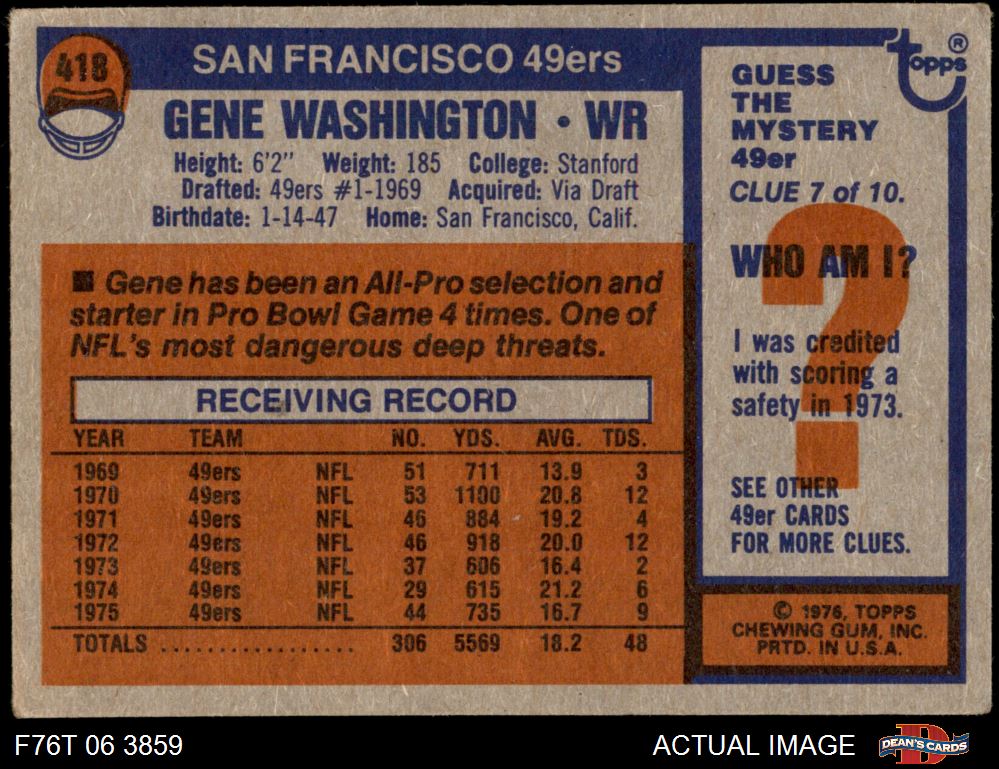 418
SAN FRANCISCO 49ers
GENE WASHINGTON • WR
Height: 6'2" Weight: 185 College: Stanford
Drafted: 49ers #1-1969 Acquired: Via Draft
Birthdate: 1-14-47 Home: San Francisco, Calif.
■ Gene has been an All-Pro selection and
starter in Pro Bowl Game 4 times. One of
NFL's most dangerous deep threats.
RECEIVING RECORD
YEAR TEAM NO. YDS. AVG. TDS.
1969 49ers NFL 51 711 13.9 3
1970 49ers NFL 53 1100 20.8 12
1971 49ers NFL 46 884 19.2 4
1972 49ers NFL 46 918 20.0 12
1973 49ers NFL 37 606 16.4 2
1974 49ers NFL 29 615 21.2 6
1975 49ers NFL 44 735 16.7 9
TOTALS ................. 306 5569 18.2 48
topps ®
GUESS
THE
MYSTERY
49er
CLUE 7 of 10.
?
WHO AM I?
I was credited
with scoring a
safety in 1973.
SEE OTHER
49er CARDS
FOR MORE CLUES.
© 1976, TOPPS
CHEWING GUM, INC.
PRTD. IN U.S.A.
F76T 06 3859
ACTUAL IMAGE
D
DEAN'S CARDS